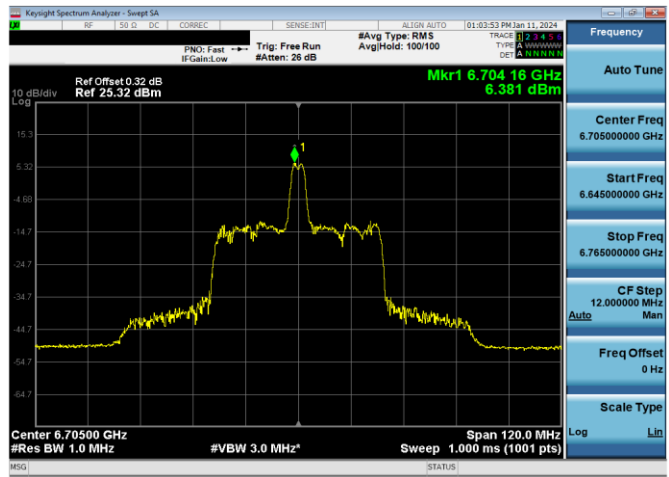 Keysight Spectrum Analyzer - Swept SA
RF 50 Ω DC CORREC SENSE:INT ALIGN AUTO 01:03:53 PM Jan 11, 2024
PNO: Fast
IFGain:Low
Trig: Free Run
#Atten: 26 dB
#Avg Type: RMS
Avg|Hold: 100/100
TRACE 1 2 3 4 5 6
TYPE A WWWWW
DET A N N N N N
Ref Offset 0.32 dB
10 dB/div Ref 25.32 dBm
Log
Mkr1 6.704 16 GHz
6.381 dBm
1
15.3
5.32
-4.68
-14.7
-24.7
-34.7
-44.7
-54.7
-64.7
Center 6.70500 GHz
#Res BW 1.0 MHz
#VBW 3.0 MHz*
Span 120.0 MHz
Sweep 1.000 ms (1001 pts)
MSG
STATUS
Frequency
Auto Tune
Center Freq
6.705000000 GHz
Start Freq
6.645000000 GHz
Stop Freq
6.765000000 GHz
CF Step
12.000000 MHz
Auto Man
Freq Offset
0 Hz
Scale Type
Log Lin